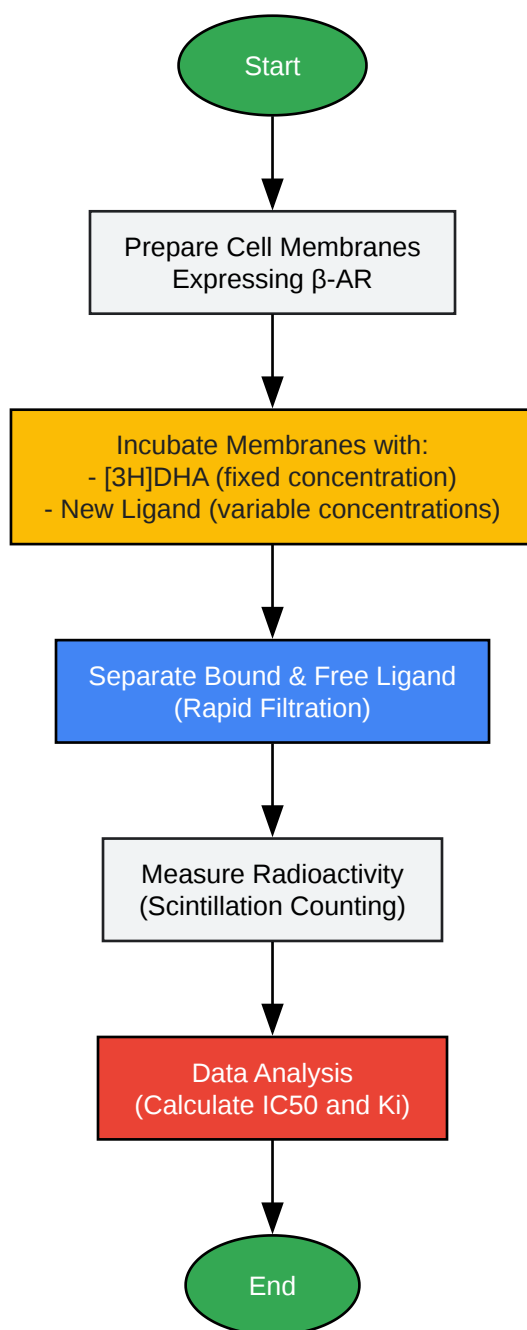 Start
Prepare Cell Membranes
Expressing β-AR
Incubate Membranes with:
- [3H]DHA (fixed concentration)
- New Ligand (variable concentrations)
Separate Bound & Free Ligand
(Rapid Filtration)
Measure Radioactivity
(Scintillation Counting)
Data Analysis
(Calculate IC50 and Ki)
End